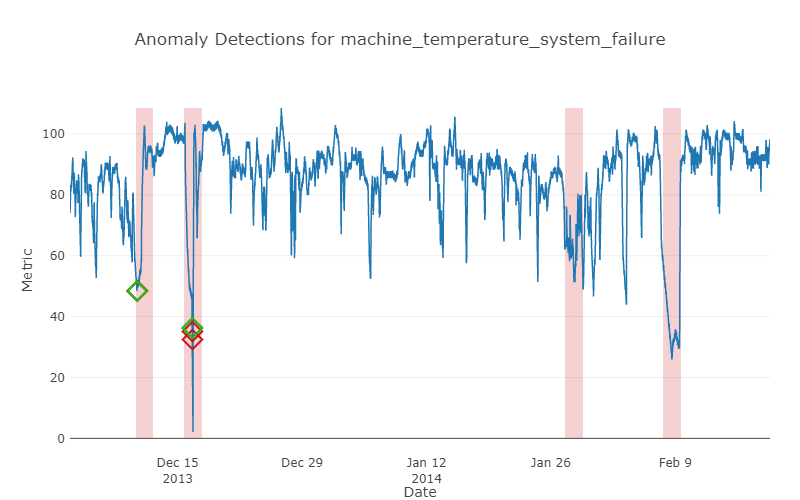 Anomaly Detections for machine_temperature_system_failure
100
80
60
40
20
0
Metric
Dec 15
2013
Dec 29
Jan 12
2014
Jan 26
Feb 9
Date